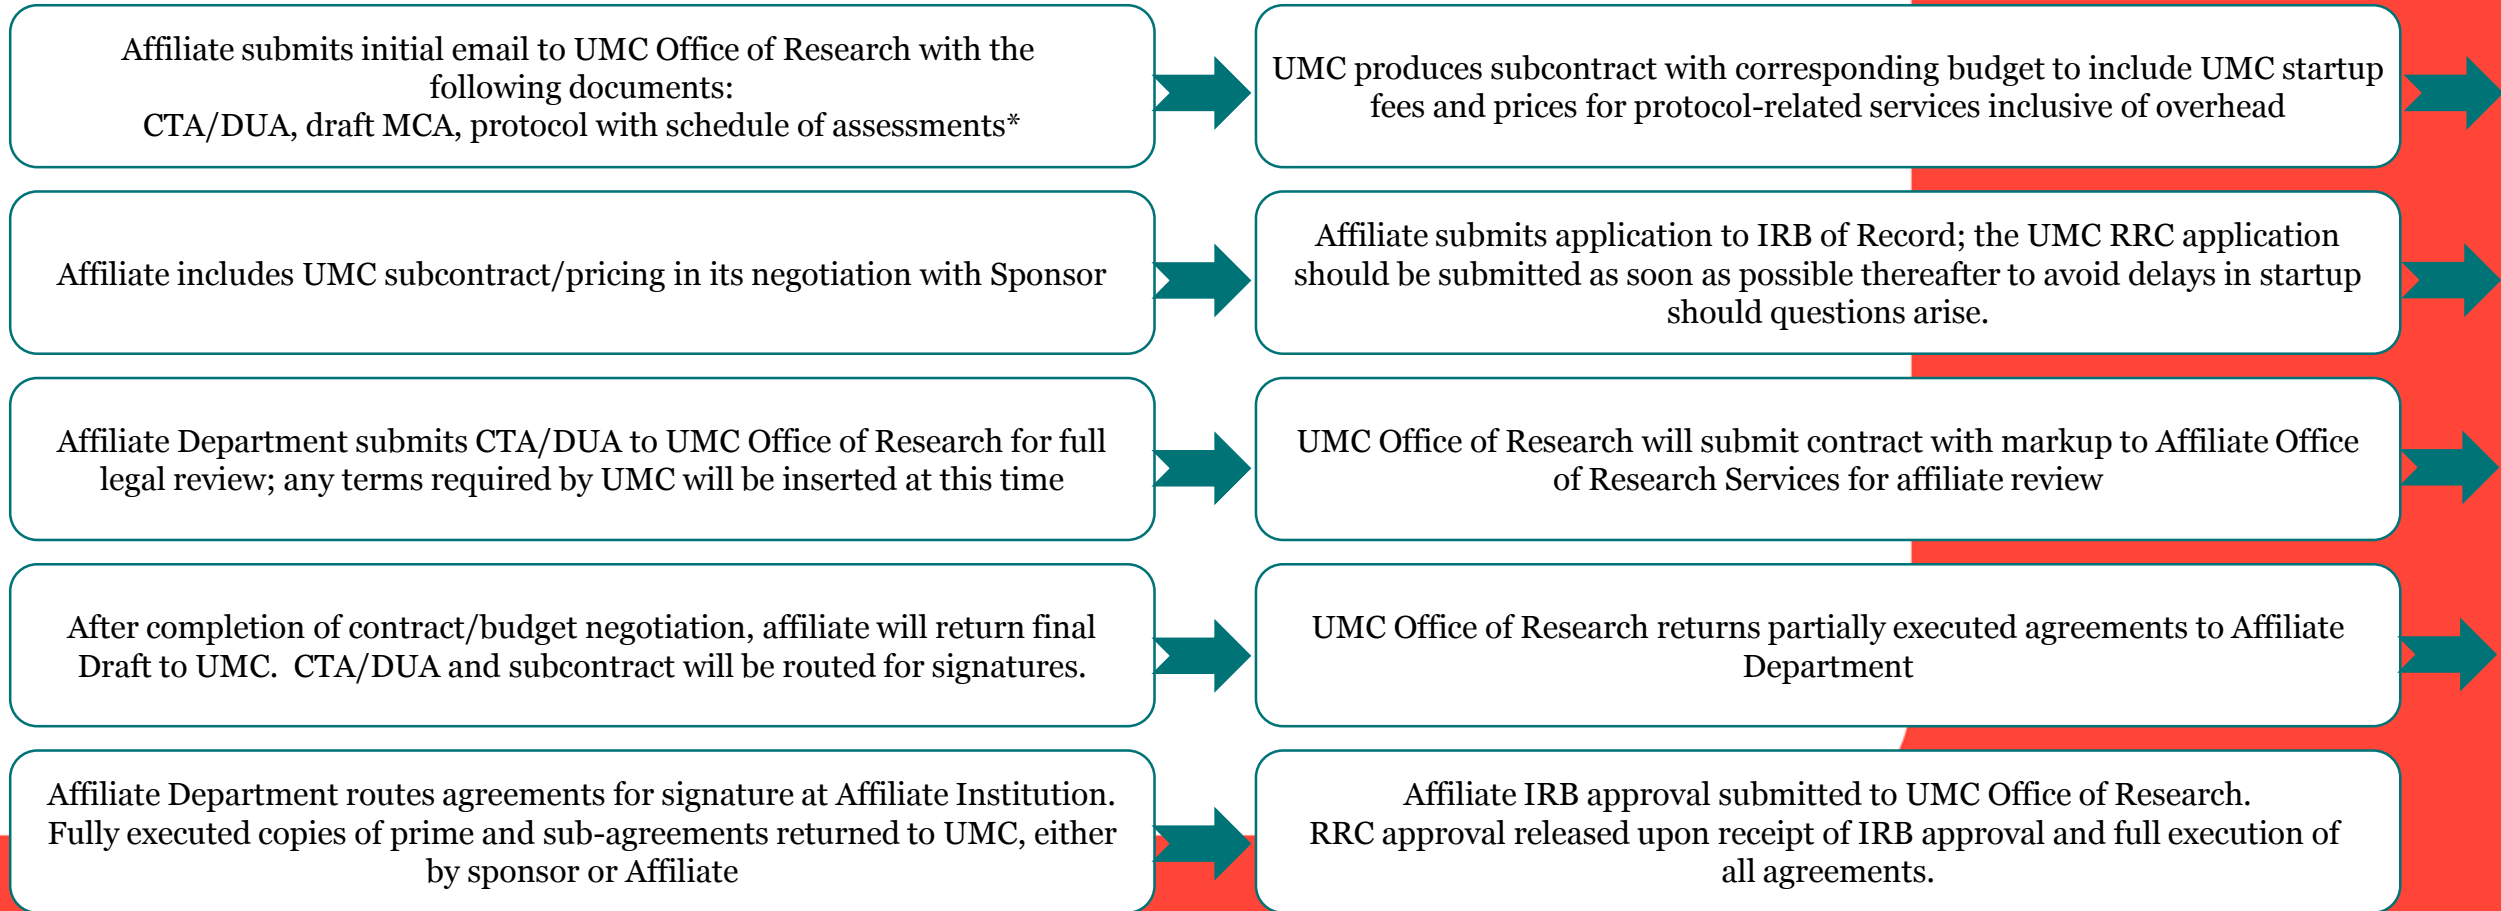 Affiliate submits initial email to UMC Office of Research with the
following documents:
CTA/DUA, draft MCA, protocol with schedule of assessments*
UMC produces subcontract with corresponding budget to include UMC startup
fees and prices for protocol-related services inclusive of overhead
Affiliate includes UMC subcontract/pricing in its negotiation with Sponsor
Affiliate submits application to IRB of Record; the UMC RRC application
should be submitted as soon as possible thereafter to avoid delays in startup
should questions arise.
Affiliate Department submits CTA/DUA to UMC Office of Research for full
legal review; any terms required by UMC will be inserted at this time
UMC Office of Research will submit contract with markup to Affiliate Office
of Research Services for affiliate review
After completion of contract/budget negotiation, affiliate will return final
Draft to UMC.  CTA/DUA and subcontract will be routed for signatures.
UMC Office of Research returns partially executed agreements to Affiliate
Department
Affiliate Department routes agreements for signature at Affiliate Institution.
Fully executed copies of prime and sub-agreements returned to UMC, either
by sponsor or Affiliate
Affiliate IRB approval submitted to UMC Office of Research.
RRC approval released upon receipt of IRB approval and full execution of
all agreements.